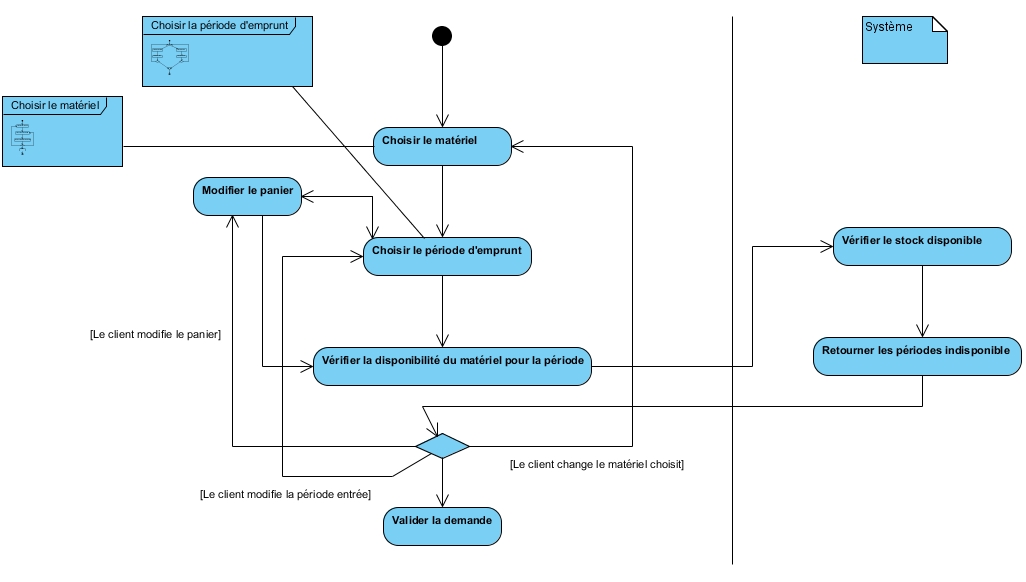 Choisir la période d'emprunt
Système
Choisir le matériel
Choisir le matériel
Modifier le panier
Choisir le période d'emprunt
Vérifier le stock disponible
[Le client modifie le panier]
Vérifier la disponibilité du matériel pour la période
Retourner les périodes indisponible
[Le client change le matériel choisit]
[Le client modifie la période entrée]
Valider la demande